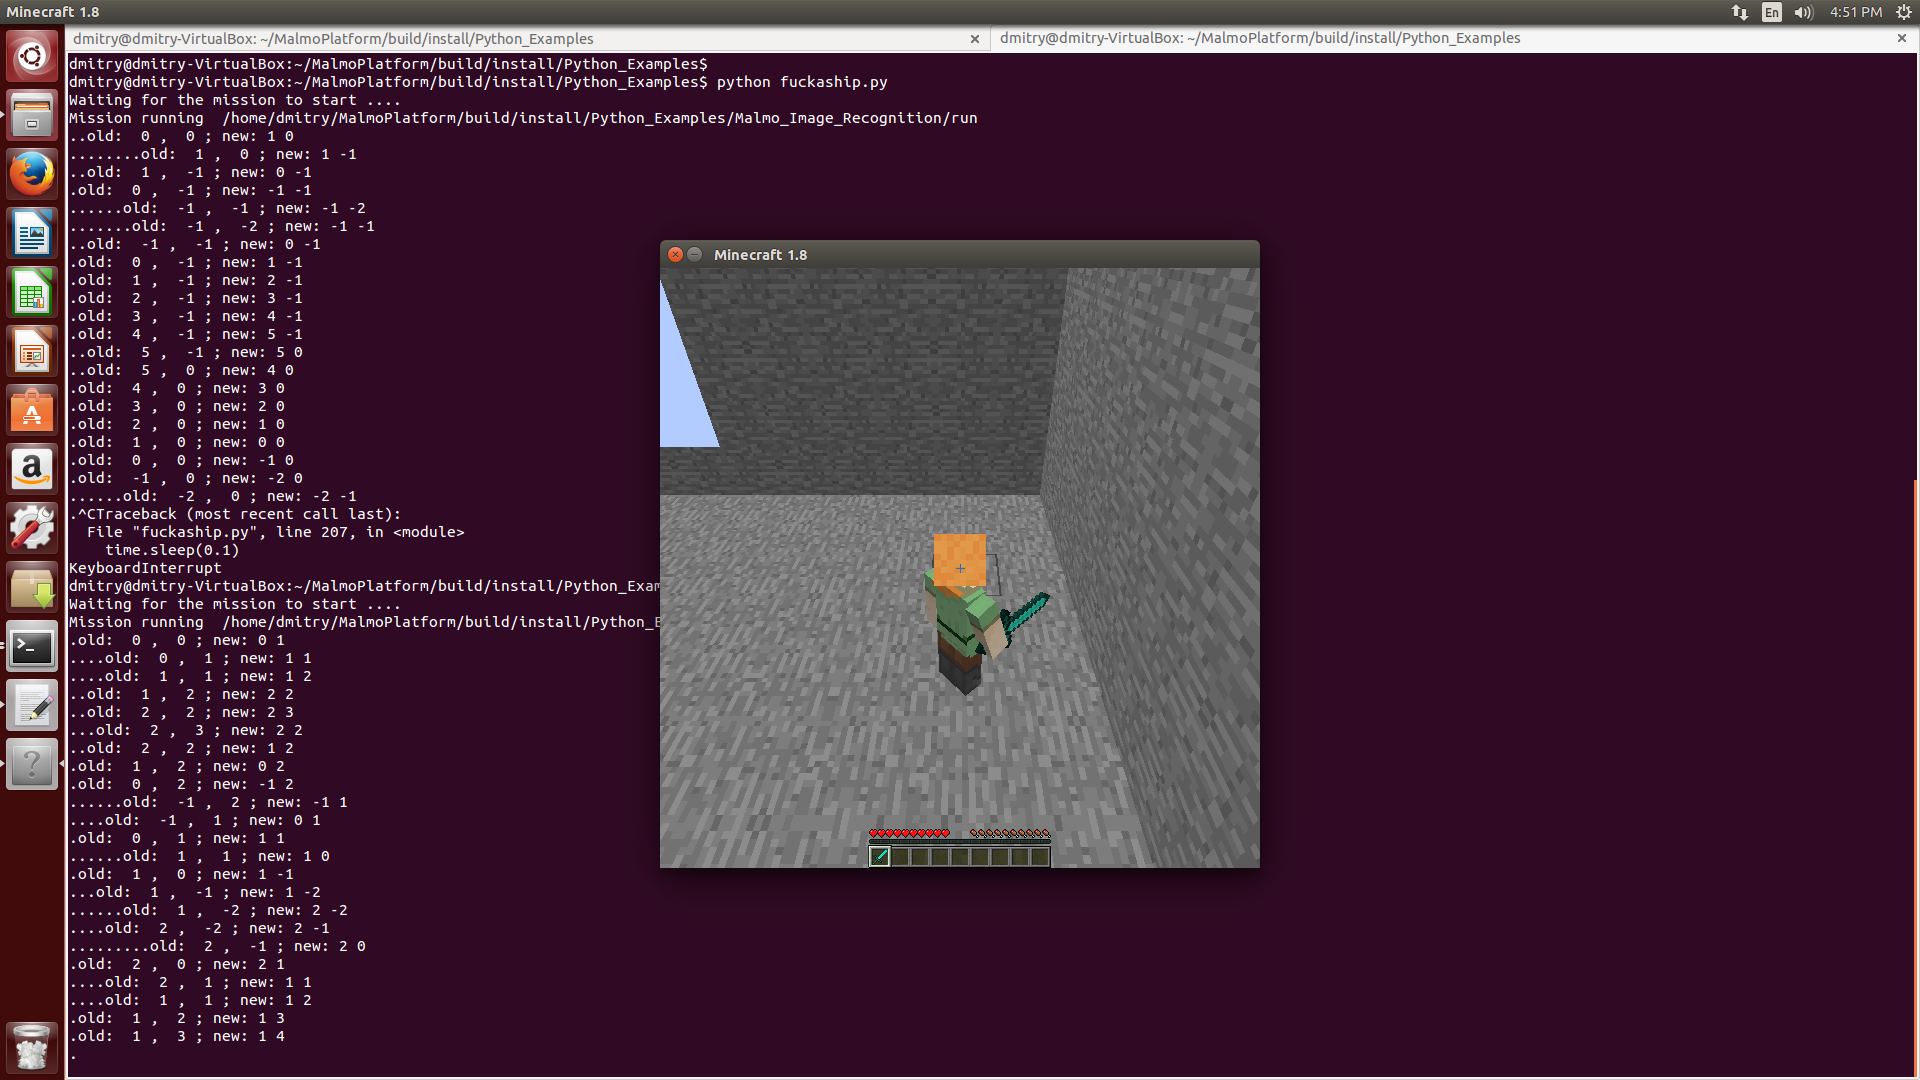 Minecraft 1.8
En
4:51 PM
dmitry@dmitry-VirtualBox: ~/MalmoPlatform/build/install/Python_Examples
dmitry@dmitry-VirtualBox: ~/MalmoPlatform/build/install/Python_Examples
dmitry@dmitry-VirtualBox:~/MalmoPlatform/build/install/Python_Examples$
dmitry@dmitry-VirtualBox:~/MalmoPlatform/build/install/Python_Examples$ python fuckaship.py
Waiting for the mission to start ....
Mission running  /home/dmitry/MalmoPlatform/build/install/Python_Examples/Malmo_Image_Recognition/run
..old:  0 ,  0 ; new: 1 0
........old:  1 ,  0 ; new: 1 -1
..old:  1 ,  -1 ; new: 0 -1
.old:  0 ,  -1 ; new: -1 -1
......old:  -1 ,  -1 ; new: -1 -2
.......old:  -1 ,  -2 ; new: -1 -1
..old:  -1 ,  -1 ; new: 0 -1
.old:  0 ,  -1 ; new: 1 -1
.old:  1 ,  -1 ; new: 2 -1
.old:  2 ,  -1 ; new: 3 -1
.old:  3 ,  -1 ; new: 4 -1
.old:  4 ,  -1 ; new: 5 -1
..old:  5 ,  -1 ; new: 5 0
..old:  5 ,  0 ; new: 4 0
.old:  4 ,  0 ; new: 3 0
.old:  3 ,  0 ; new: 2 0
.old:  2 ,  0 ; new: 1 0
.old:  1 ,  0 ; new: 0 0
.old:  0 ,  0 ; new: -1 0
.old:  -1 ,  0 ; new: -2 0
......old:  -2 ,  0 ; new: -2 -1
.^CTraceback (most recent call last):
  File "fuckaship.py", line 207, in <module>
    time.sleep(0.1)
KeyboardInterrupt
dmitry@dmitry-VirtualBox:~/MalmoPlatform/build/install/Python_Exam
Waiting for the mission to start ....
Mission running  /home/dmitry/MalmoPlatform/build/install/Python_E
.old:  0 ,  0 ; new: 0 1
....old:  0 ,  1 ; new: 1 1
....old:  1 ,  1 ; new: 1 2
..old:  1 ,  2 ; new: 2 2
..old:  2 ,  2 ; new: 2 3
...old:  2 ,  3 ; new: 2 2
..old:  2 ,  2 ; new: 1 2
.old:  1 ,  2 ; new: 0 2
.old:  0 ,  2 ; new: -1 2
......old:  -1 ,  2 ; new: -1 1
....old:  -1 ,  1 ; new: 0 1
.old:  0 ,  1 ; new: 1 1
......old:  1 ,  1 ; new: 1 0
.old:  1 ,  0 ; new: 1 -1
...old:  1 ,  -1 ; new: 1 -2
......old:  1 ,  -2 ; new: 2 -2
....old:  2 ,  -2 ; new: 2 -1
.........old:  2 ,  -1 ; new: 2 0
.old:  2 ,  0 ; new: 2 1
....old:  2 ,  1 ; new: 1 1
....old:  1 ,  1 ; new: 1 2
.old:  1 ,  2 ; new: 1 3
.old:  1 ,  3 ; new: 1 4
.
Minecraft 1.8